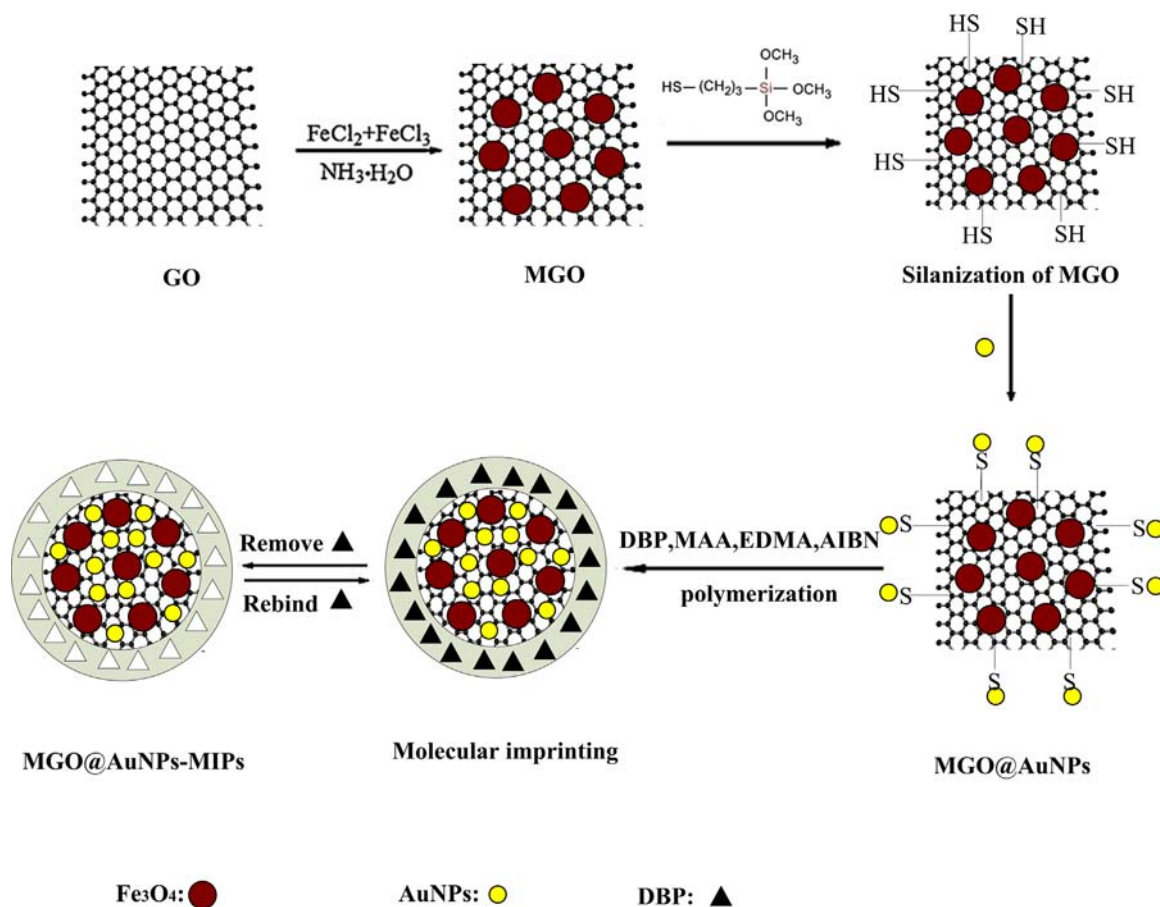 FeCl₂+FeCl₃
NH₃·H₂O
OCH₃
HS—(CH₂)₃—Si—OCH₃
OCH₃
HS
SH
HS
SH
HS
SH
HS
SH
GO
MGO
Silanization of MGO
S
S
S
S
S
S
S
S
DBP,MAA,EDMA,AIBN
polymerization
Remove
Rebind
MGO@AuNPs-MIPs
Molecular imprinting
MGO@AuNPs
Fe₃O₄:
AuNPs:
DBP: